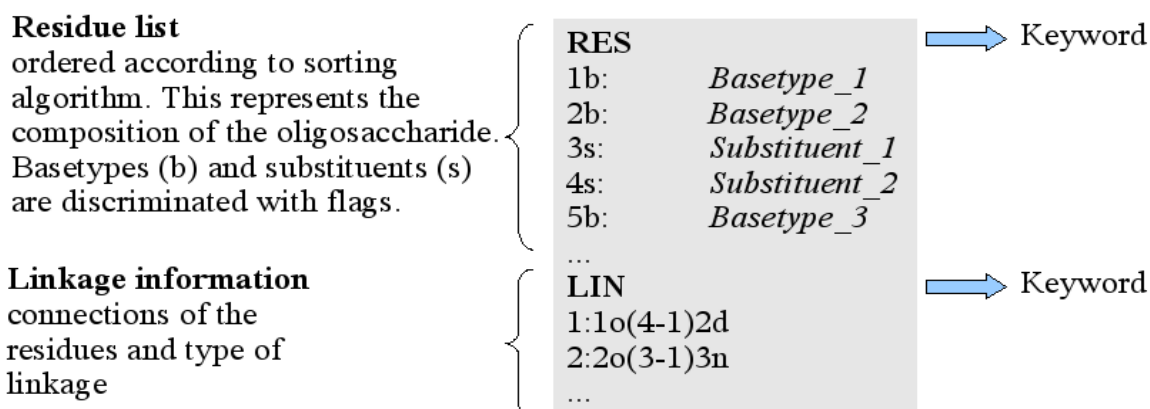 Residue list
ordered according to sorting
algorithm. This represents the
composition of the oligosaccharide.
Basetypes (b) and substituents (s)
are discriminated with flags.
RES
1b: Basetype_1
2b: Basetype_2
3s: Substituent_1
4s: Substituent_2
5b: Basetype_3
...
Keyword
Linkage information
connections of the
residues and type of
linkage
LIN
1:1o(4-1)2d
2:2o(3-1)3n
...
Keyword